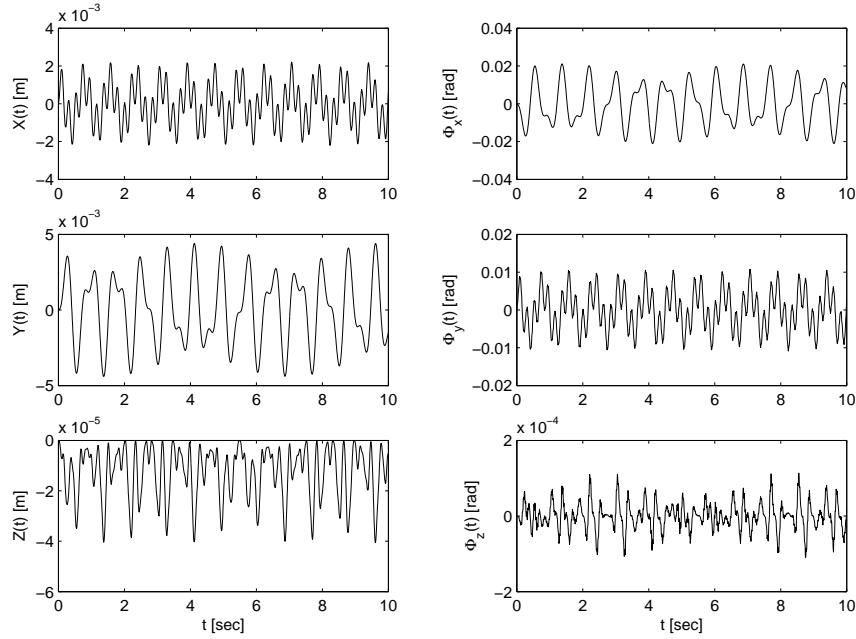 x 10⁻³
4
2
0
−2
−4
X(t) [m]
0 2 4 6 8 10
0.04
0.02
0
−0.02
−0.04
Φx(t) [rad]
0 2 4 6 8 10
x 10⁻³
5
0
−5
Y(t) [m]
0 2 4 6 8 10
0.02
0.01
0
−0.01
−0.02
Φy(t) [rad]
0 2 4 6 8 10
x 10⁻⁵
0
−2
−4
−6
Z(t) [m]
0 2 4 6 8 10
t [sec]
x 10⁻⁴
2
0
−2
Φz(t) [rad]
0 2 4 6 8 10
t [sec]